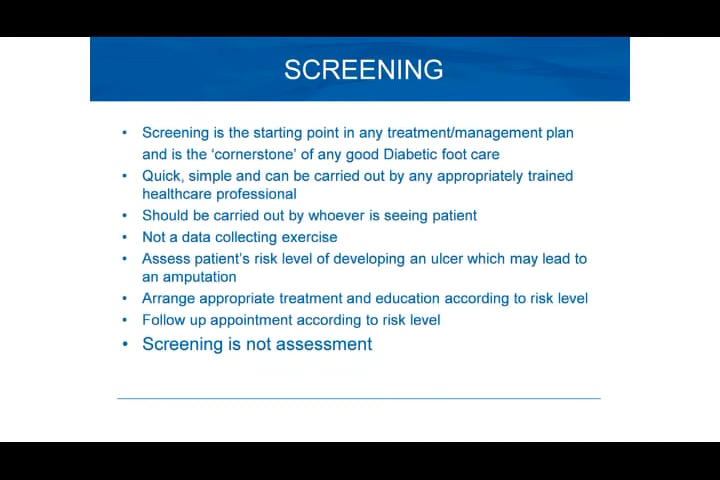 SCREENING
• Screening is the starting point in any treatment/management plan
and is the ‘cornerstone’ of any good Diabetic foot care
• Quick, simple and can be carried out by any appropriately trained
healthcare professional
• Should be carried out by whoever is seeing patient
• Not a data collecting exercise
• Assess patient’s risk level of developing an ulcer which may lead to
an amputation
• Arrange appropriate treatment and education according to risk level
• Follow up appointment according to risk level
• Screening is not assessment